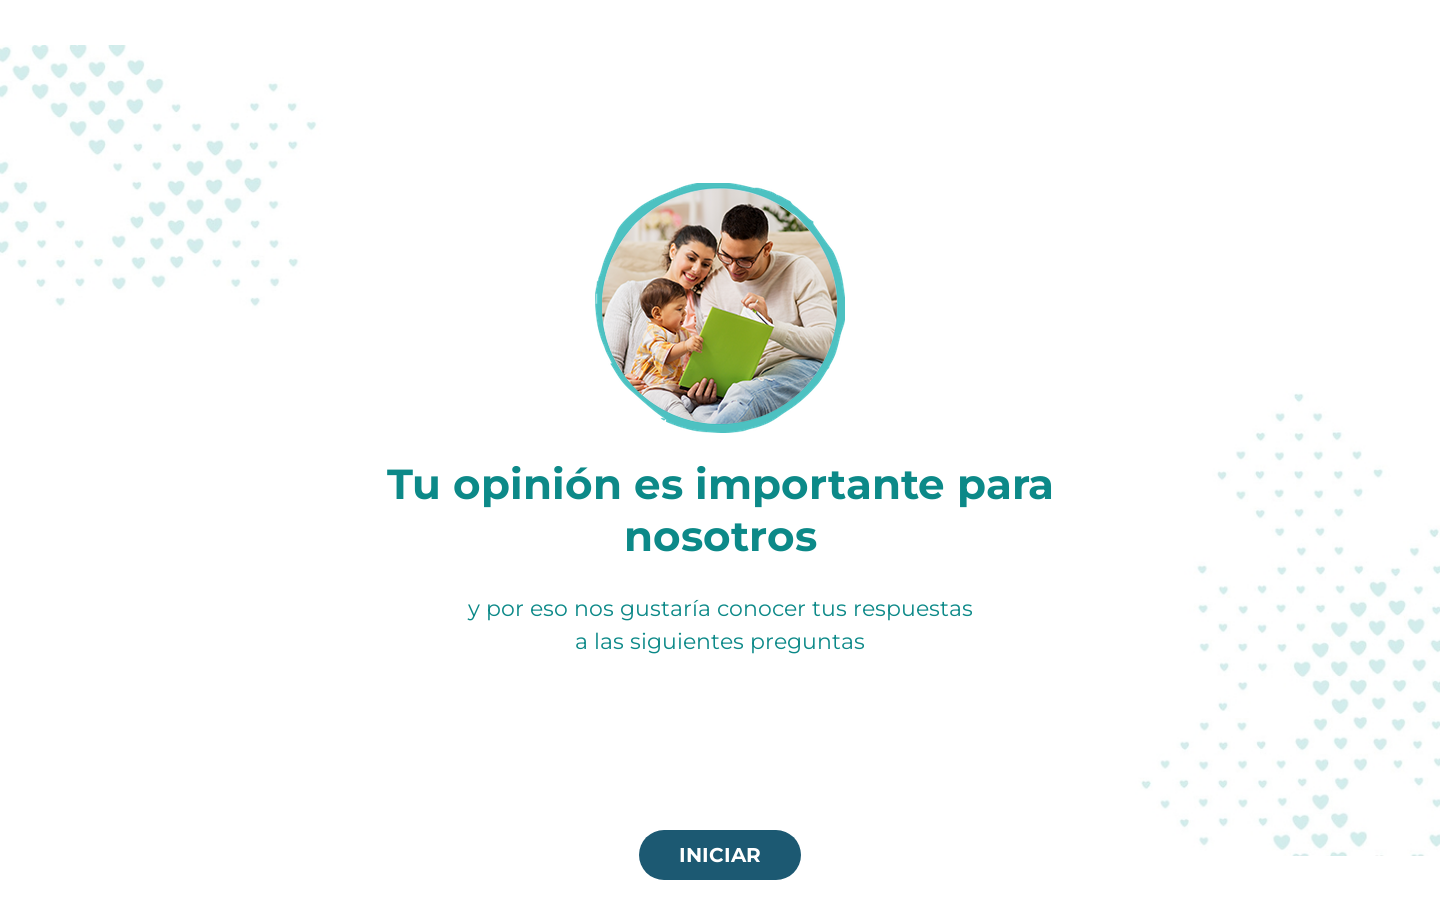 Tu opinión es importante para
nosotros
y por eso nos gustaría conocer tus respuestas
a las siguientes preguntas
INICIAR